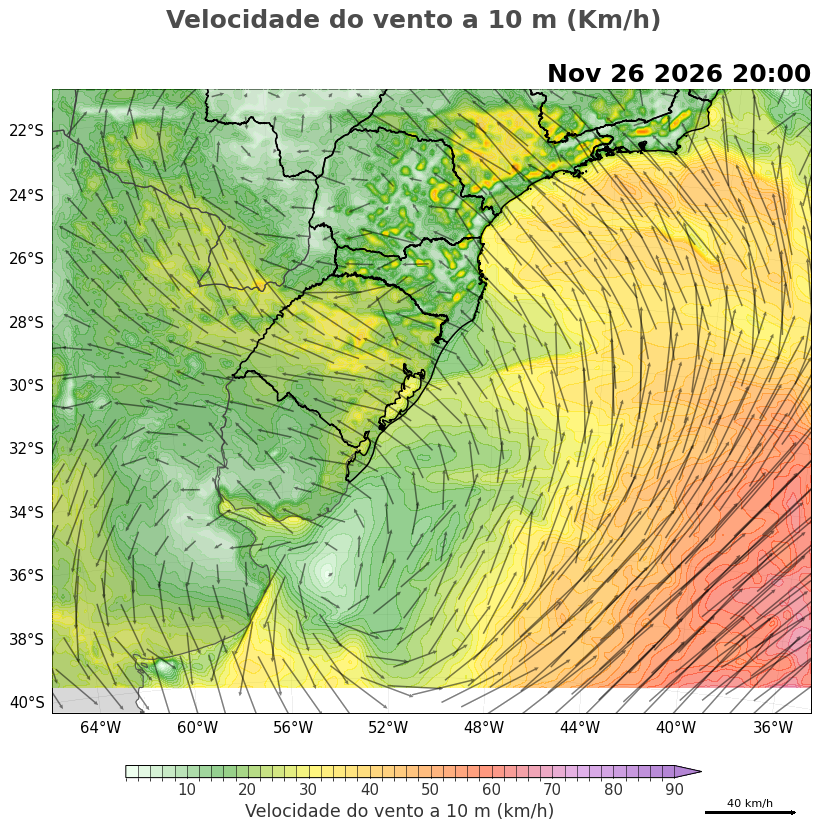 Velocidade do vento a 10 m (Km/h)
Nov 26 2026 20:00
22°S
24°S
26°S
28°S
30°S
32°S
34°S
36°S
38°S
40°S
64°W 60°W 56°W 52°W 48°W 44°W 40°W 36°W
10 20 30 40 50 60 70 80 90
Velocidade do vento a 10 m (km/h)
40 km/h